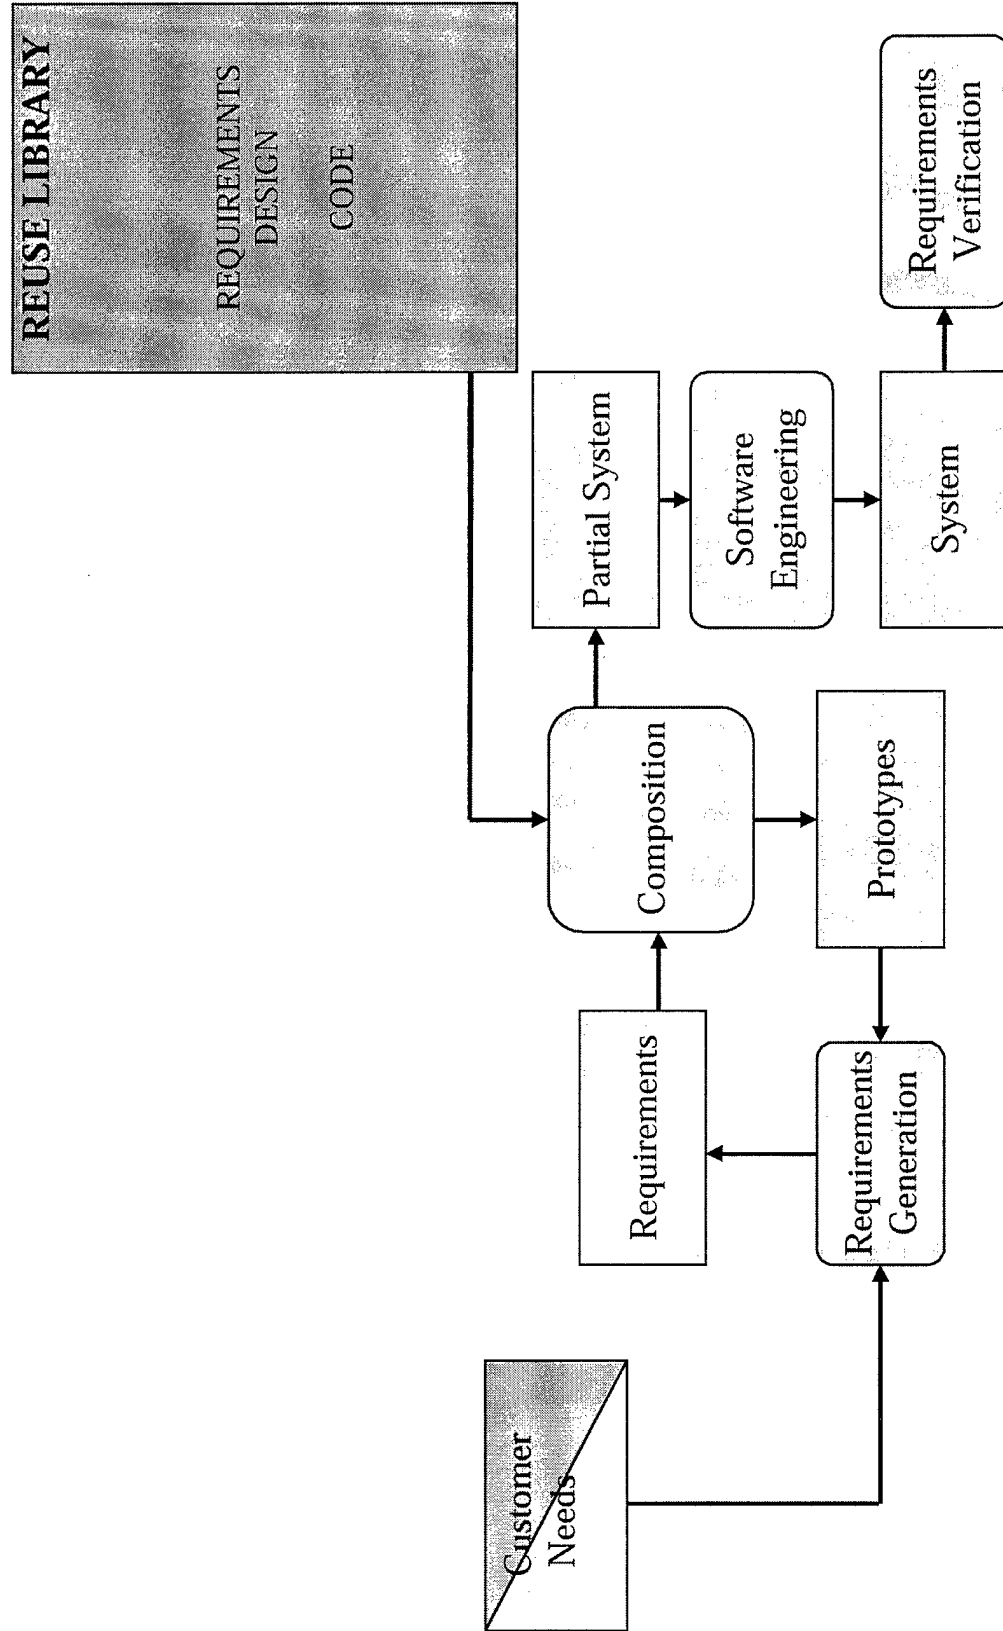 REUSE LIBRARY
REQUIREMENTS
DESIGN
CODE
Customer
Needs
Requirements
Composition
Partial System
Software
Engineering
Requirements
Generation
Prototypes
System
Requirements
Verification